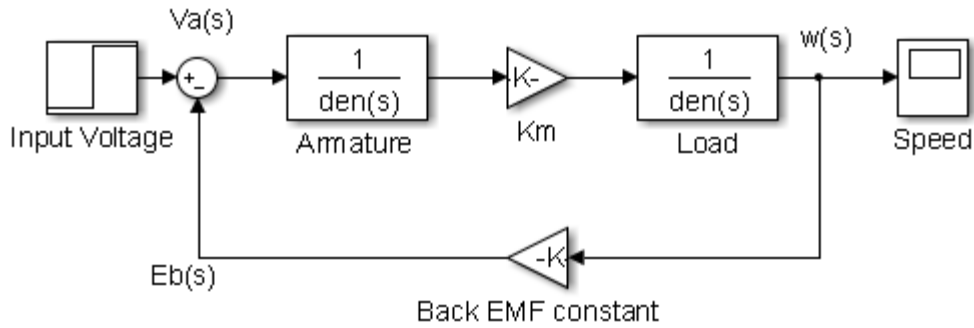 Va(s)
w(s)
+
-
1
den(s)
-K-
1
den(s)
Input Voltage
Armature
Km
Load
Speed
-K
Eb(s)
Back EMF constant